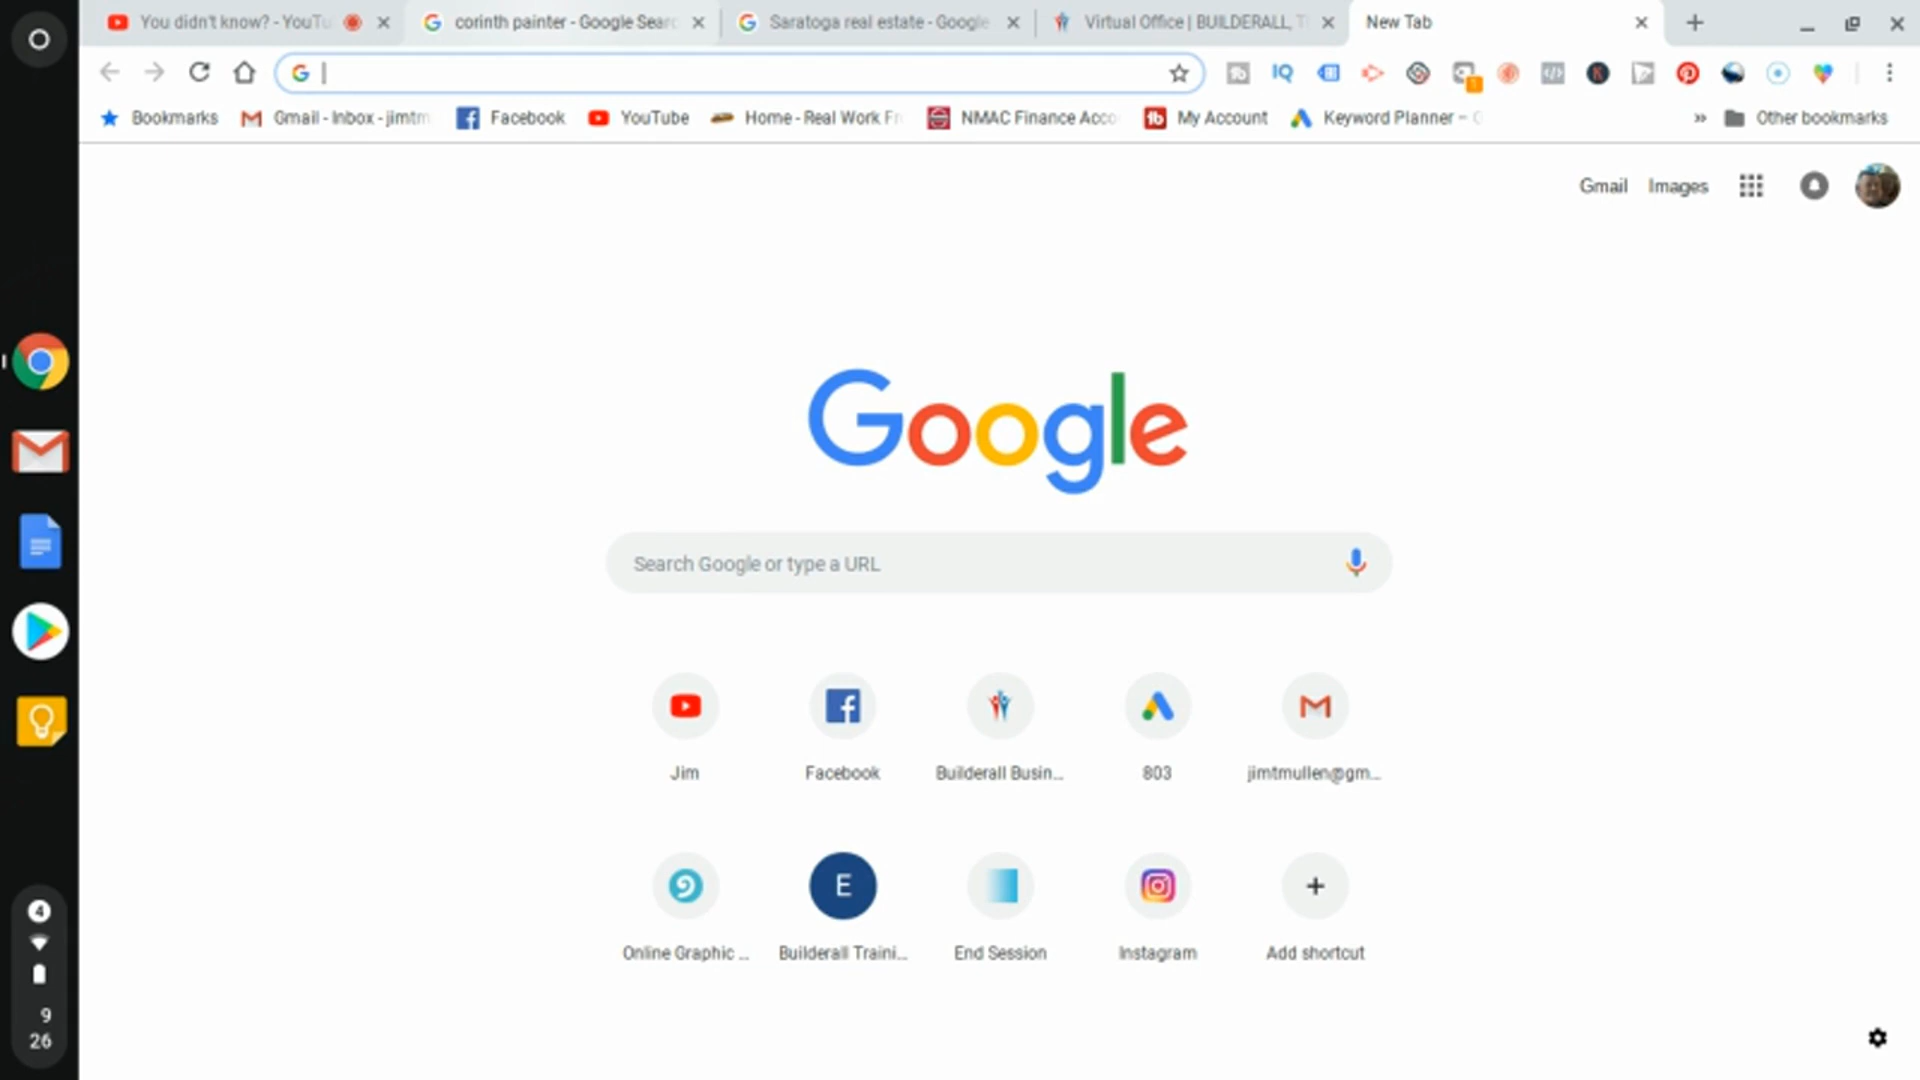 You didn't know? - YouTu
corinth painter - Google Searc
Saratoga real estate - Google
Virtual Office | BUILDERALL, T
New Tab
Bookmarks
Gmail - Inbox - jimtm
Facebook
YouTube
Home - Real Work Fr
NMAC Finance Acco
My Account
Keyword Planner – G
Other bookmarks
Gmail
Images
Google
Search Google or type a URL
Jim
Facebook
Builderall Busin...
803
jimtmullen@gm...
Online Graphic ...
E
Builderall Traini...
End Session
Instagram
Add shortcut
4
9
26